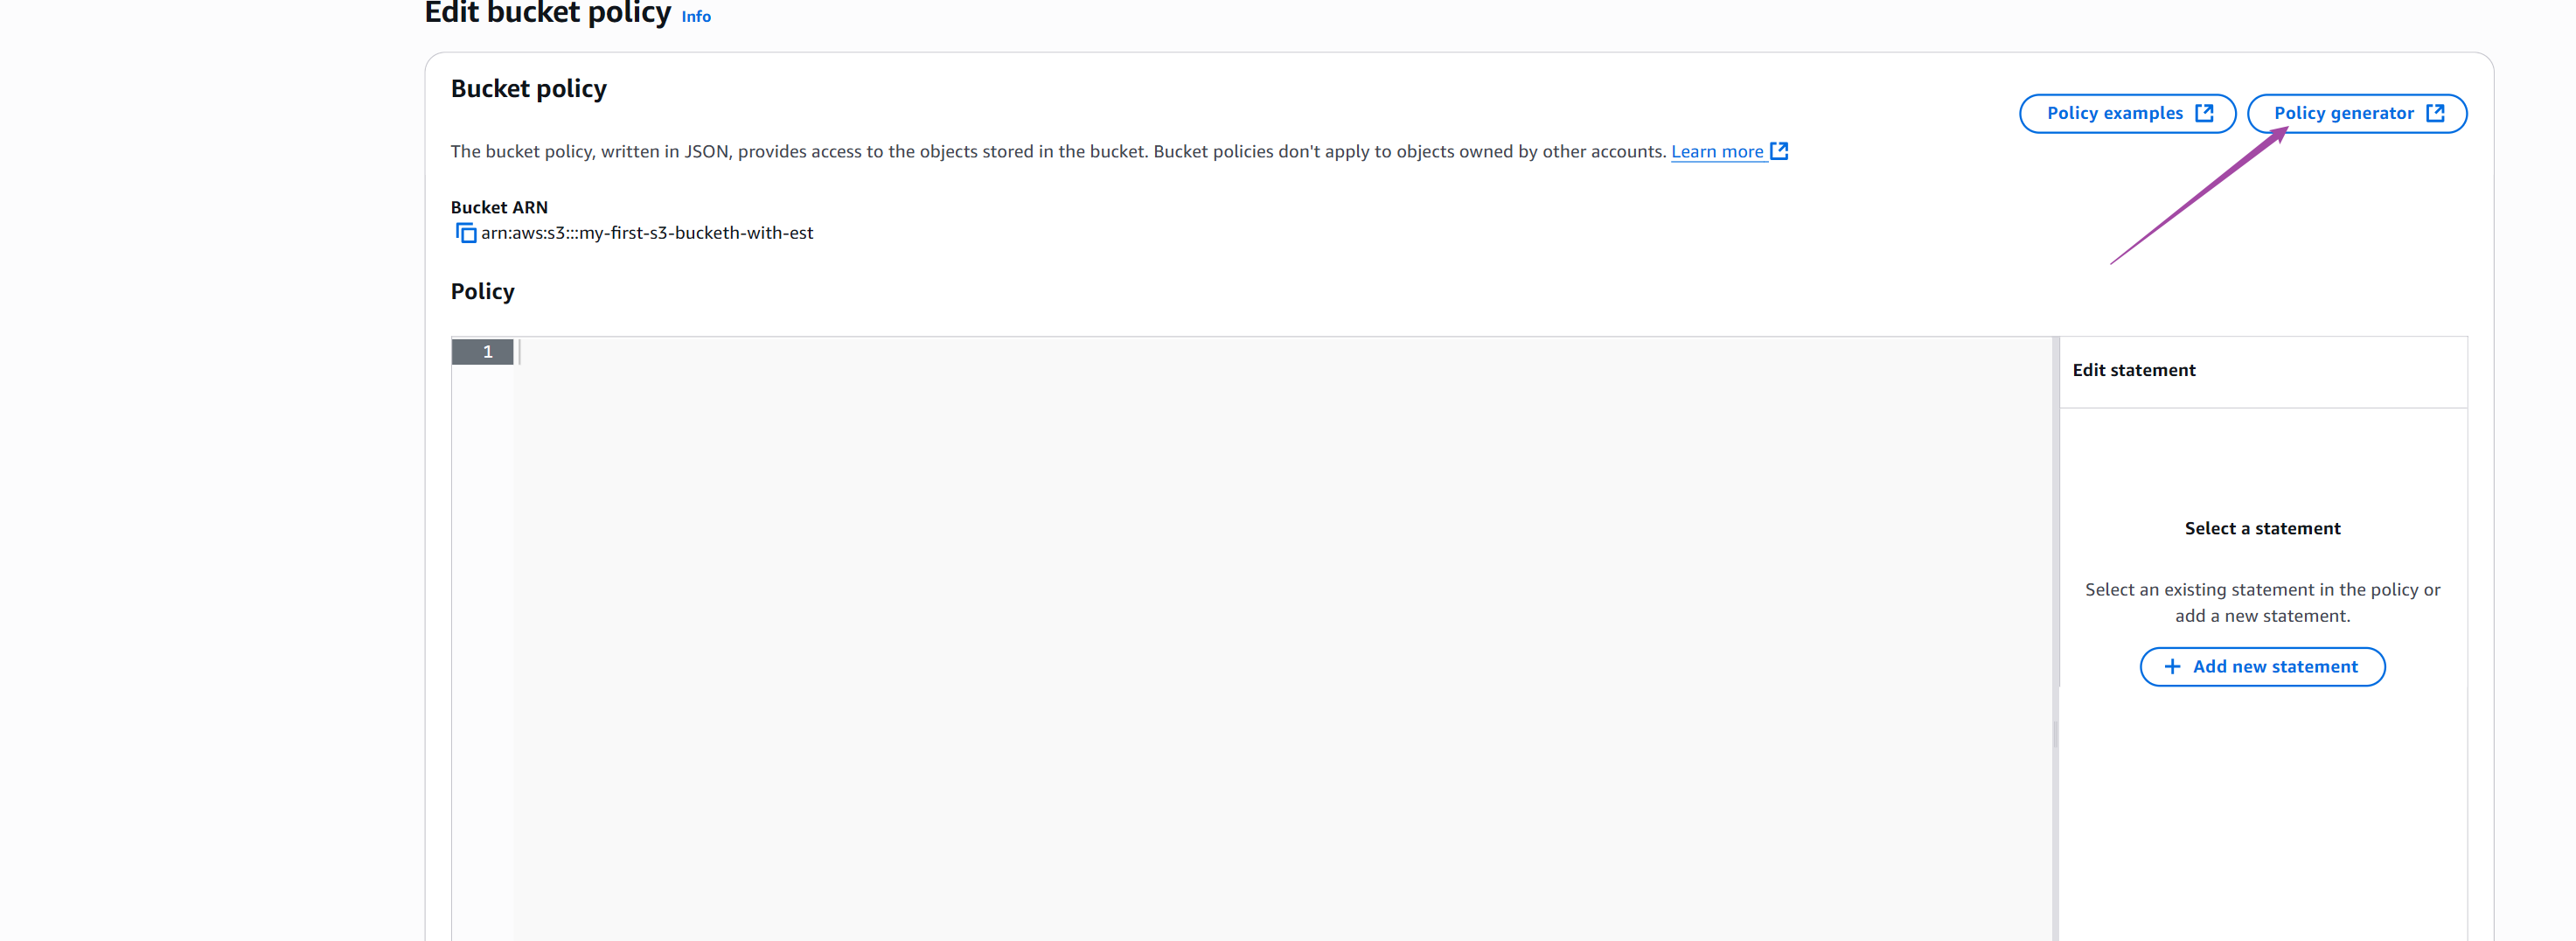 Edit bucket policy Info
Bucket policy
Policy examples
Policy generator
The bucket policy, written in JSON, provides access to the objects stored in the bucket. Bucket policies don't apply to objects owned by other accounts. Learn more
Bucket ARN
arn:aws:s3:::my-first-s3-bucketh-with-est
Policy
1
Edit statement
Select a statement
Select an existing statement in the policy or
add a new statement.
+ Add new statement